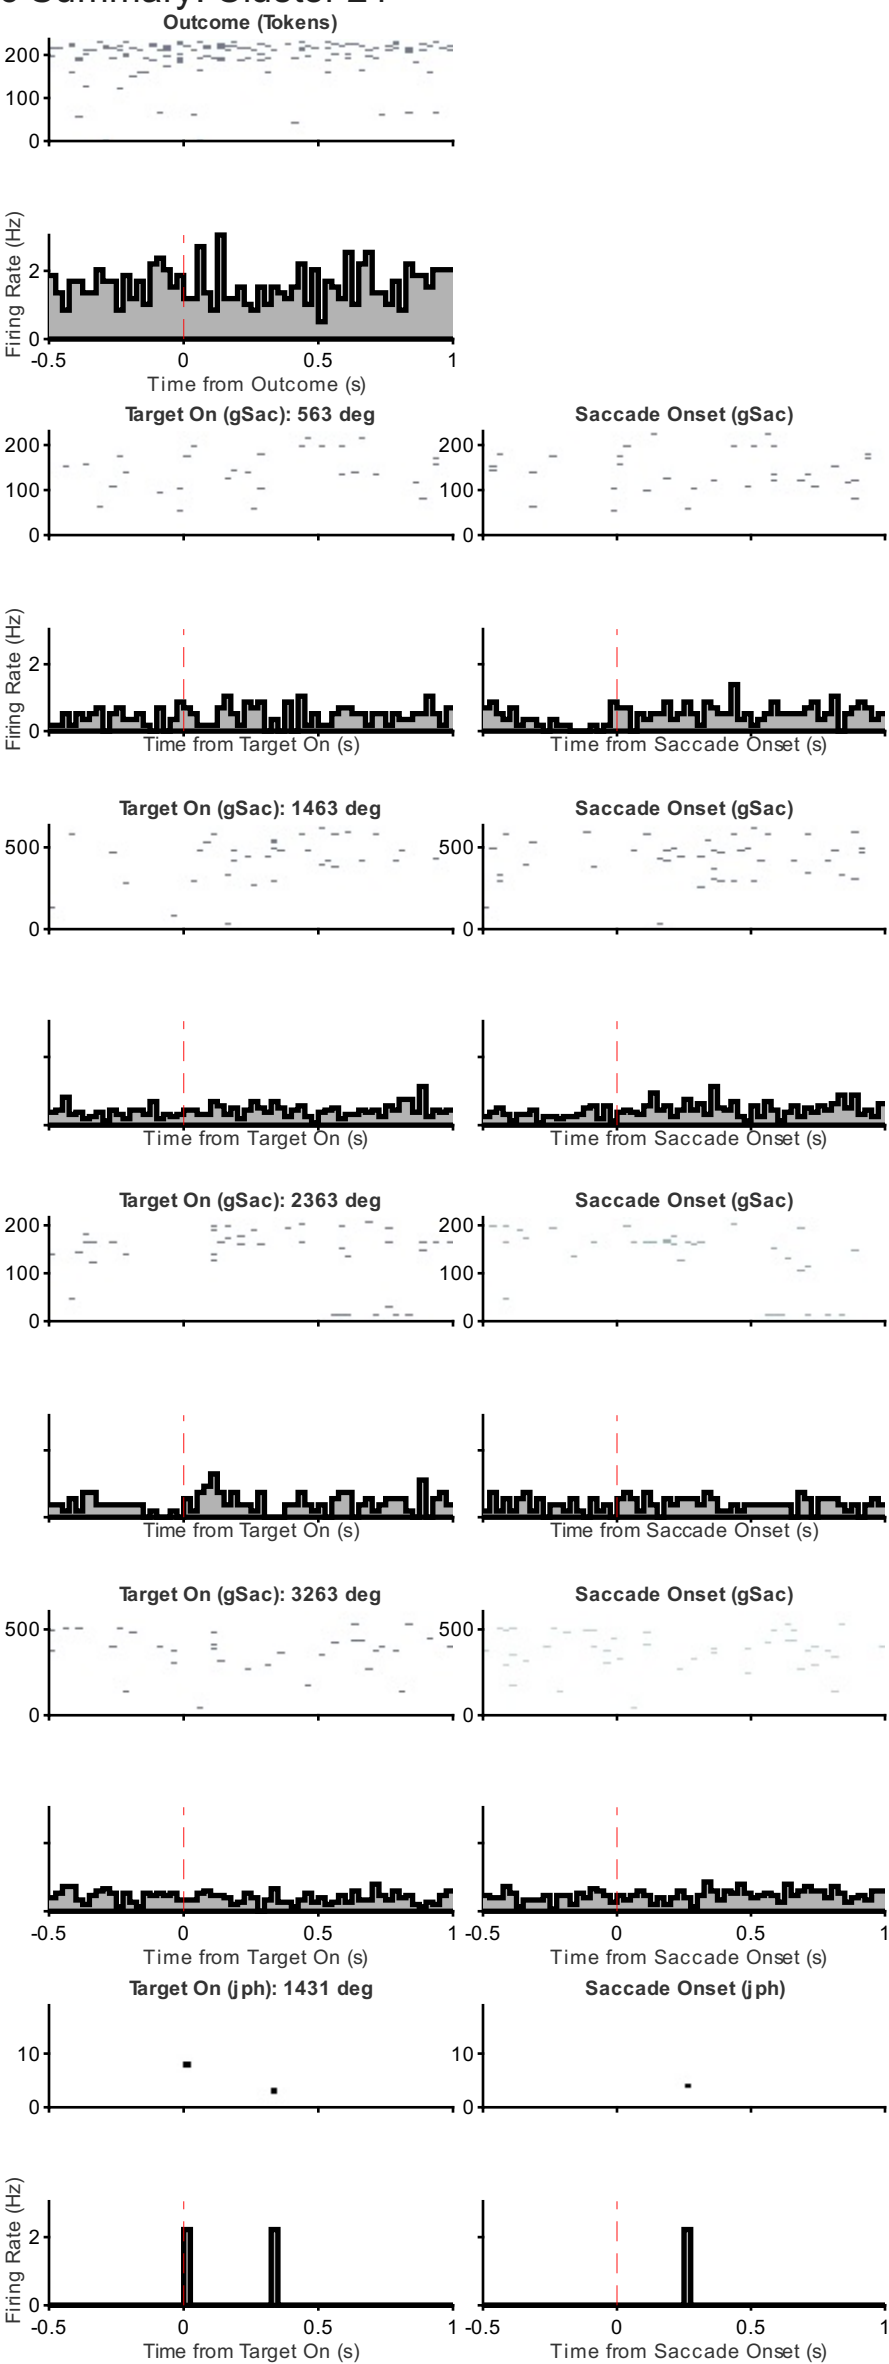 Summary: Cluster
Outcome (Tokens)
200
100
0
Firing Rate (Hz)
2
0
-0.5 0 0.5 1
Time from Outcome (s)
Target On (gSac): 563 deg Saccade Onset (gSac)
200 200
100 100
0 0
Firing Rate (Hz)
2
0
Time from Target On (s) Time from Saccade Onset (s)
Target On (gSac): 1463 deg Saccade Onset (gSac)
500 500
0 0
Time from Target On (s) Time from Saccade Onset (s)
Target On (gSac): 2363 deg Saccade Onset (gSac)
200 200
100 100
0 0
Time from Target On (s) Time from Saccade Onset (s)
Target On (gSac): 3263 deg Saccade Onset (gSac)
500 500
0 0
-0.5 0 0.5 1 -0.5 0 0.5 1
Time from Target On (s) Time from Saccade Onset (s)
Target On (jph): 1431 deg Saccade Onset (jph)
10 10
0 0
Firing Rate (Hz)
2
0
-0.5 0 0.5 1 -0.5 0 0.5 1
Time from Target On (s) Time from Saccade Onset (s)